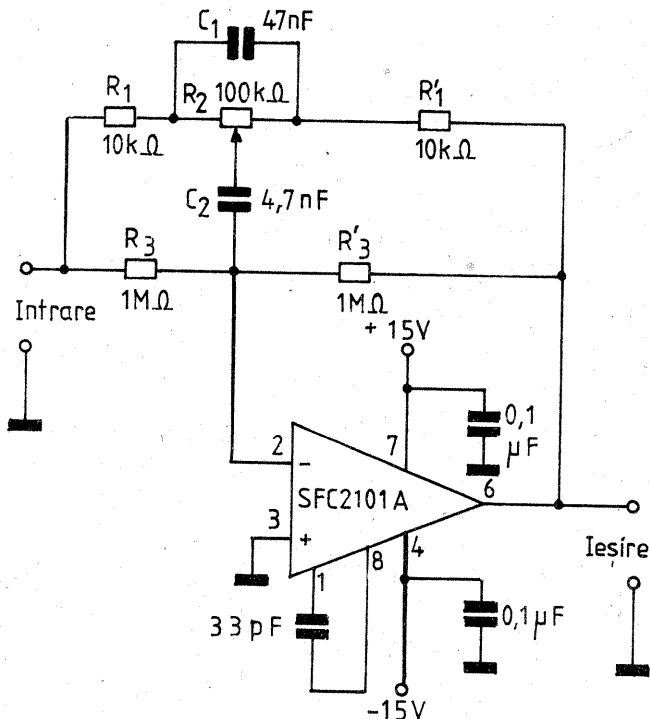 C1 47nF
R1
R2 100kΩ
R'1
10kΩ
10kΩ
C2 4,7nF
R3
R'3
1MΩ
1MΩ
Intrare
+ 15V
0,1
µF
2
7
-
SFC2101A
6
3
+
4
Ieșire
8
1
33pF
0,1µF
-15V